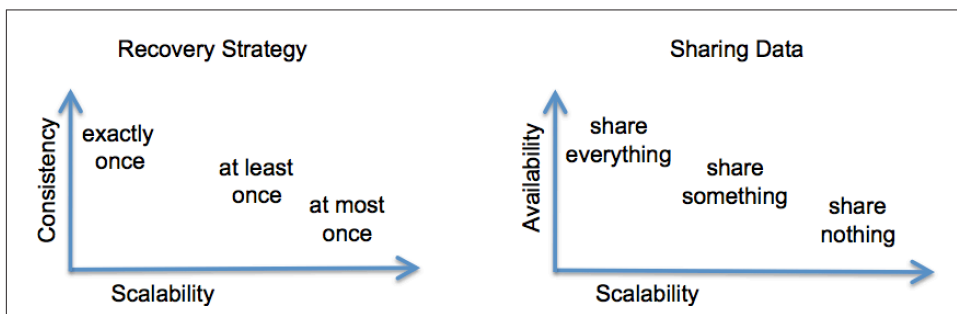 Recovery Strategy
Consistency
exactly
once
at least
once
at most
once
Scalability
Sharing Data
Availability
share
everything
share
something
share
nothing
Scalability